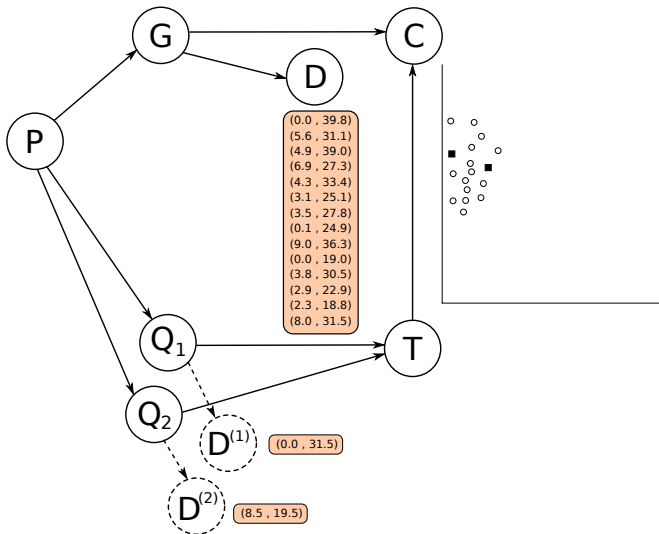 G
C
D
P
(0.0 , 39.8)
(5.6 , 31.1)
(4.9 , 39.0)
(6.9 , 27.3)
(4.3 , 33.4)
(3.1 , 25.1)
(3.5 , 27.8)
(0.1 , 24.9)
(9.0 , 36.3)
(0.0 , 19.0)
(3.8 , 30.5)
(2.9 , 22.9)
(2.3 , 18.8)
(8.0 , 31.5)
Q1
T
Q2
D(1)
(0.0 , 31.5)
D(2)
(8.5 , 19.5)